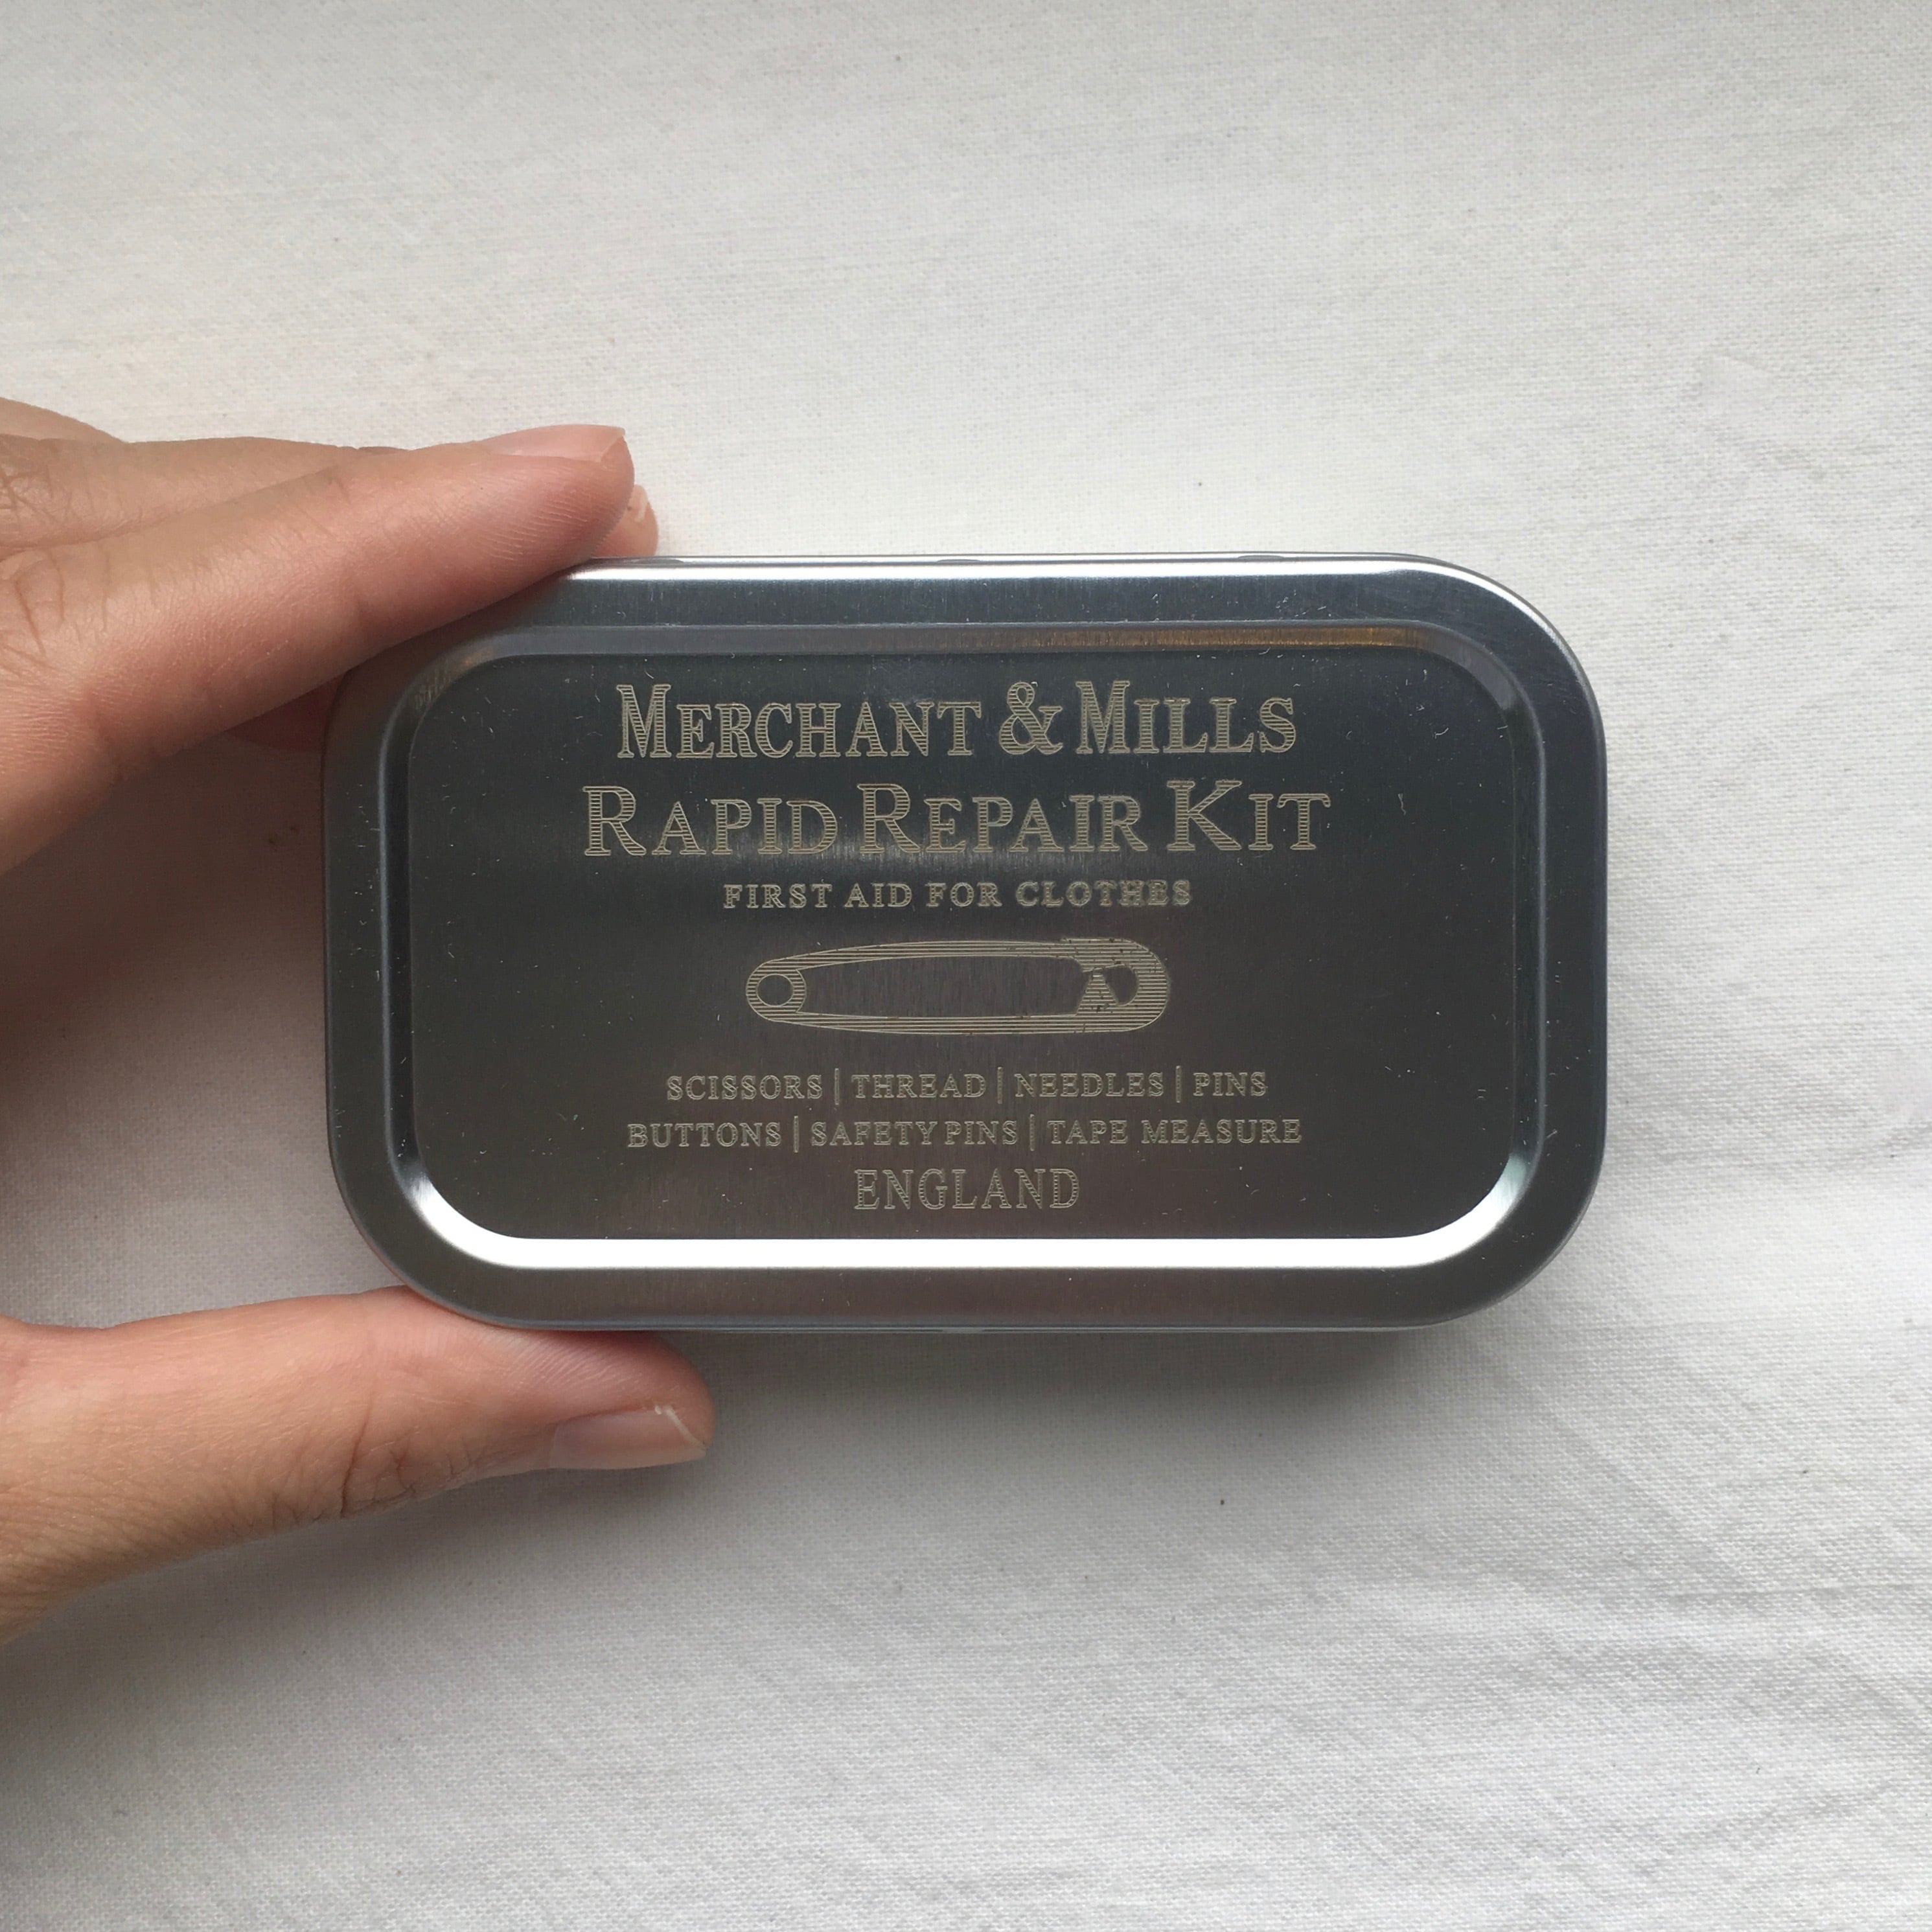 MERCHANT & MILLS
RAPID REPAIR KIT
FIRST AID FOR CLOTHES
SCISSORS | THREAD | NEEDLES | PINS
BUTTONS | SAFETY PINS | TAPE MEASURE
ENGLAND